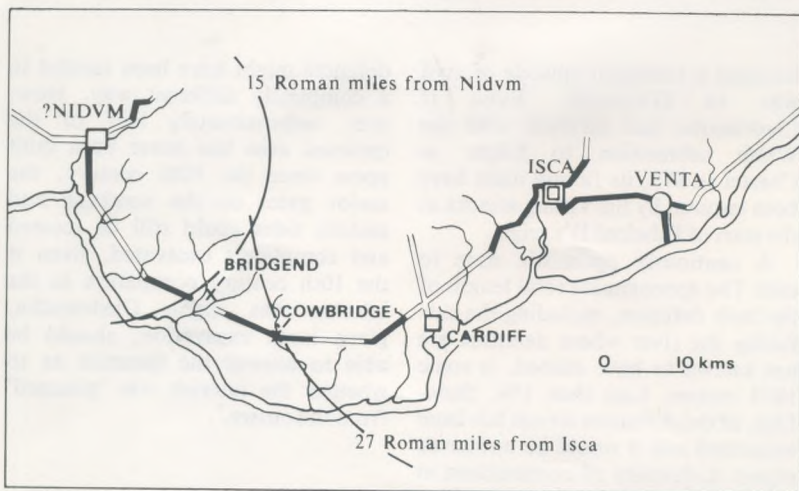 15 Roman miles from Nidvm
?NIDVM
ISCA
VENTA
BRIDGEND
COWBRIDGE
CARDIFF
0 10 kms
27 Roman miles from Isca